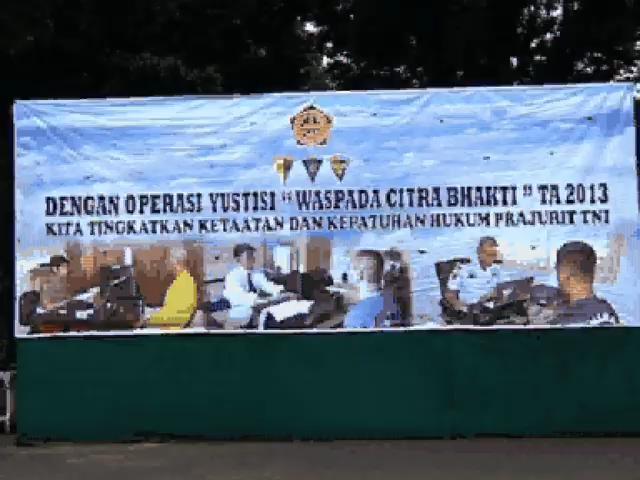 DENGAN OPERASI YUSTISI “ WASPADA CITRA BHAKTI ” TA 2013
KITA TINGKATKAN KETAATAN DAN KEPATUHAN HUKUM PRAJURIT TNI